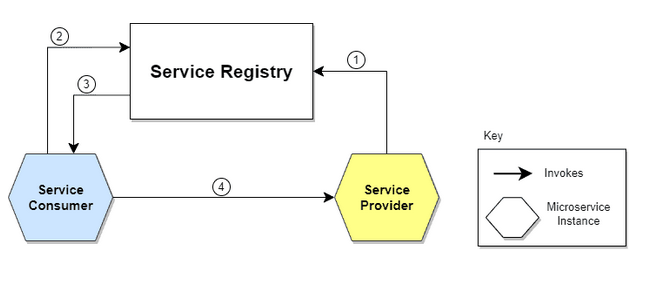 2
1
Service Registry
3
Key
Invokes
Service
Consumer
4
Service
Provider
Microservice
Instance